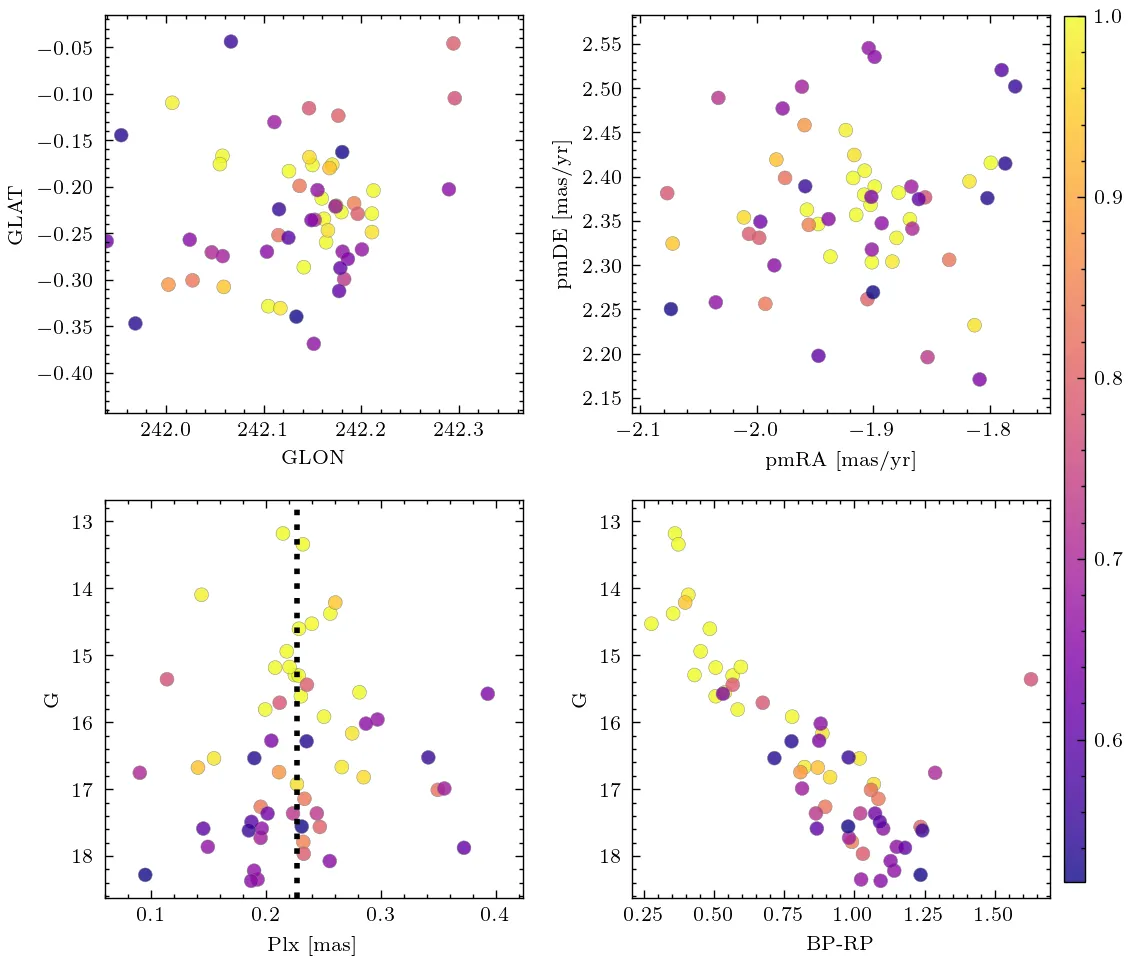 −0.05
−0.10
−0.15
−0.20
−0.25
−0.30
−0.35
−0.40
GLAT
242.0 242.1 242.2 242.3
GLON
2.55
2.50
2.45
2.40
2.35
2.30
2.25
2.20
2.15
pmDE [mas/yr]
−2.1 −2.0 −1.9 −1.8
pmRA [mas/yr]
1.0
0.9
0.8
0.7
0.6
13
14
15
16
17
18
G
0.1 0.2 0.3 0.4
Plx [mas]
13
14
15
16
17
18
G
0.25 0.50 0.75 1.00 1.25 1.50
BP-RP